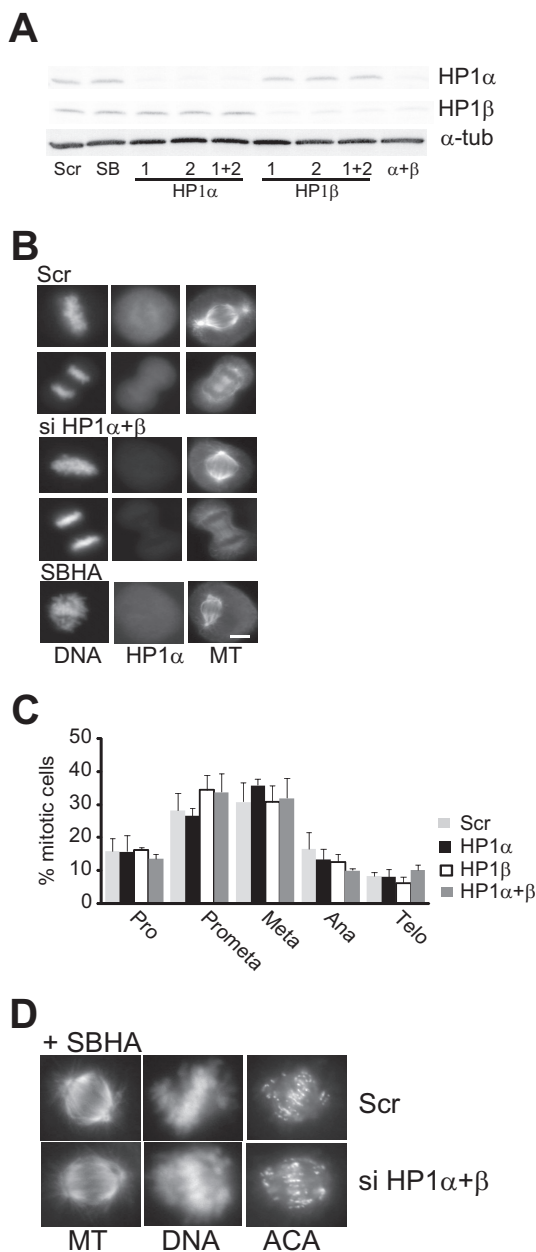 A
HP1α
HP1β
α-tub
Scr SB 1 2 1+2 1 2 1+2 α+β
HP1α HP1β
B
Scr
si HP1α+β
SBHA
DNA HP1α MT
C
50
40
30
20
10
0
% mitotic cells
Pro Prometa Meta Ana Telo
Scr
HP1α
HP1β
HP1α+β
D
+ SBHA
Scr
si HP1α+β
MT DNA ACA